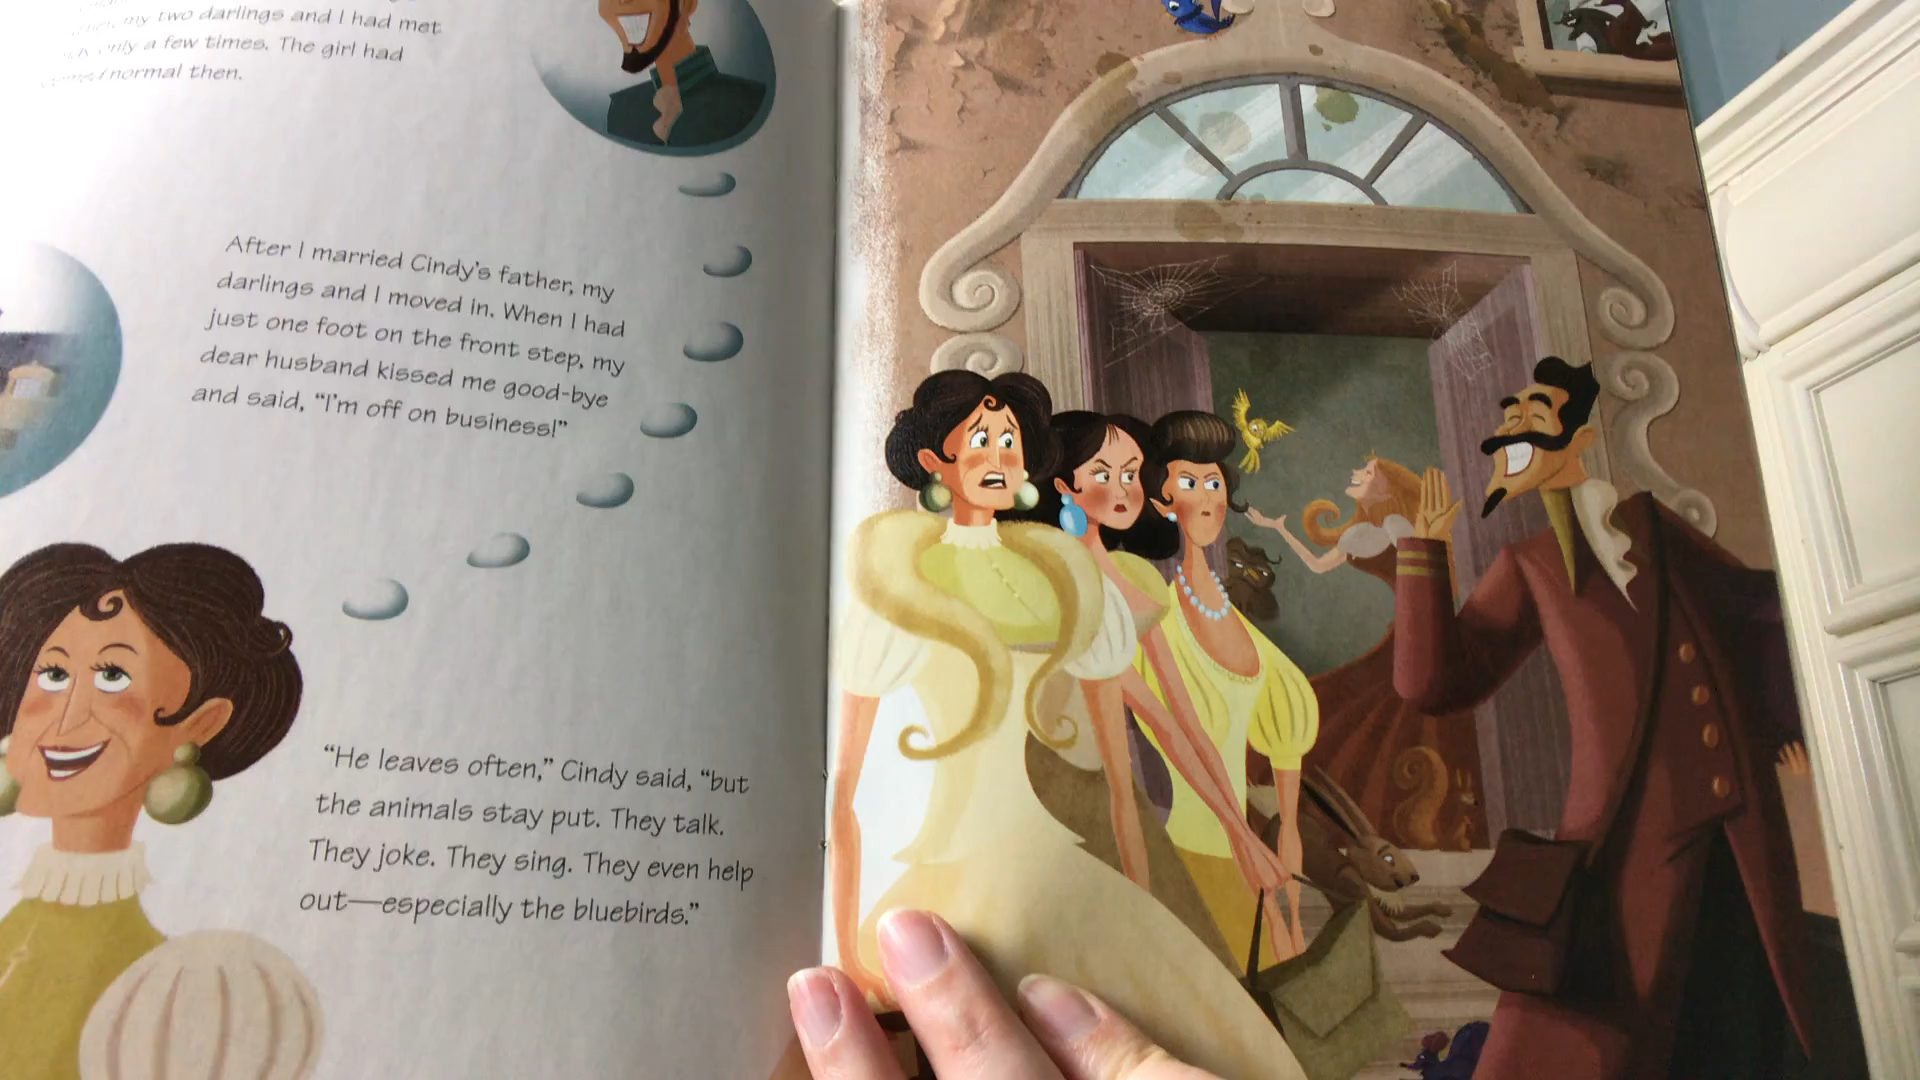 my two darlings and I had met
only a few times. The girl had
normal then.
After I married Cindy's father, my
darlings and I moved in. When I had
just one foot on the front step, my
dear husband kissed me good-bye
and said, "I'm off on business!"
"He leaves often," Cindy said, "but
the animals stay put. They talk.
They joke. They sing. They even help
out—especially the bluebirds."